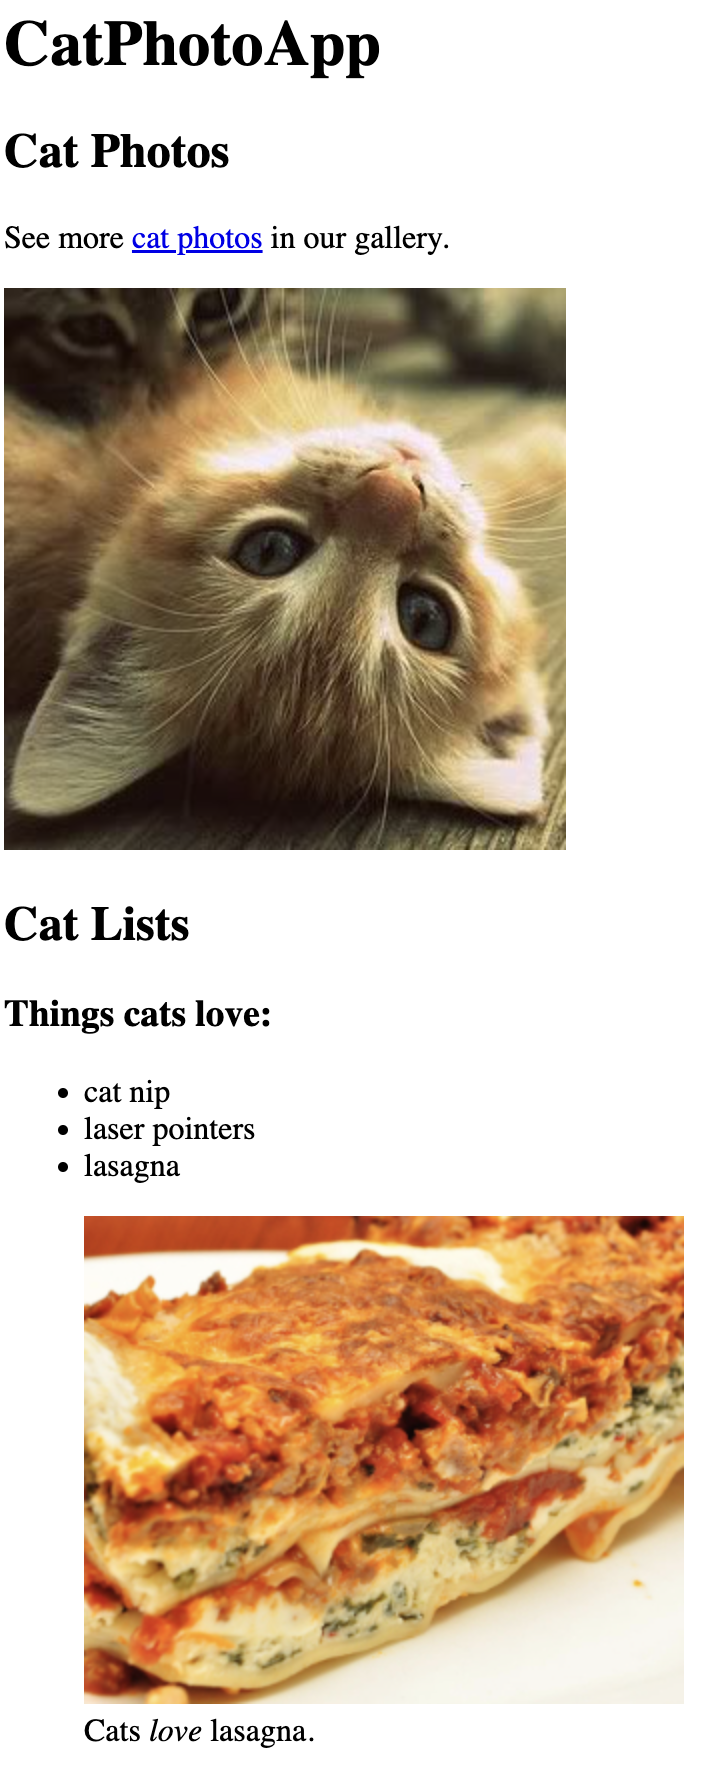 CatPhotoApp
Cat Photos
See more cat photos in our gallery.
Cat Lists
Things cats love:
cat nip
laser pointers
lasagna
Cats love lasagna.